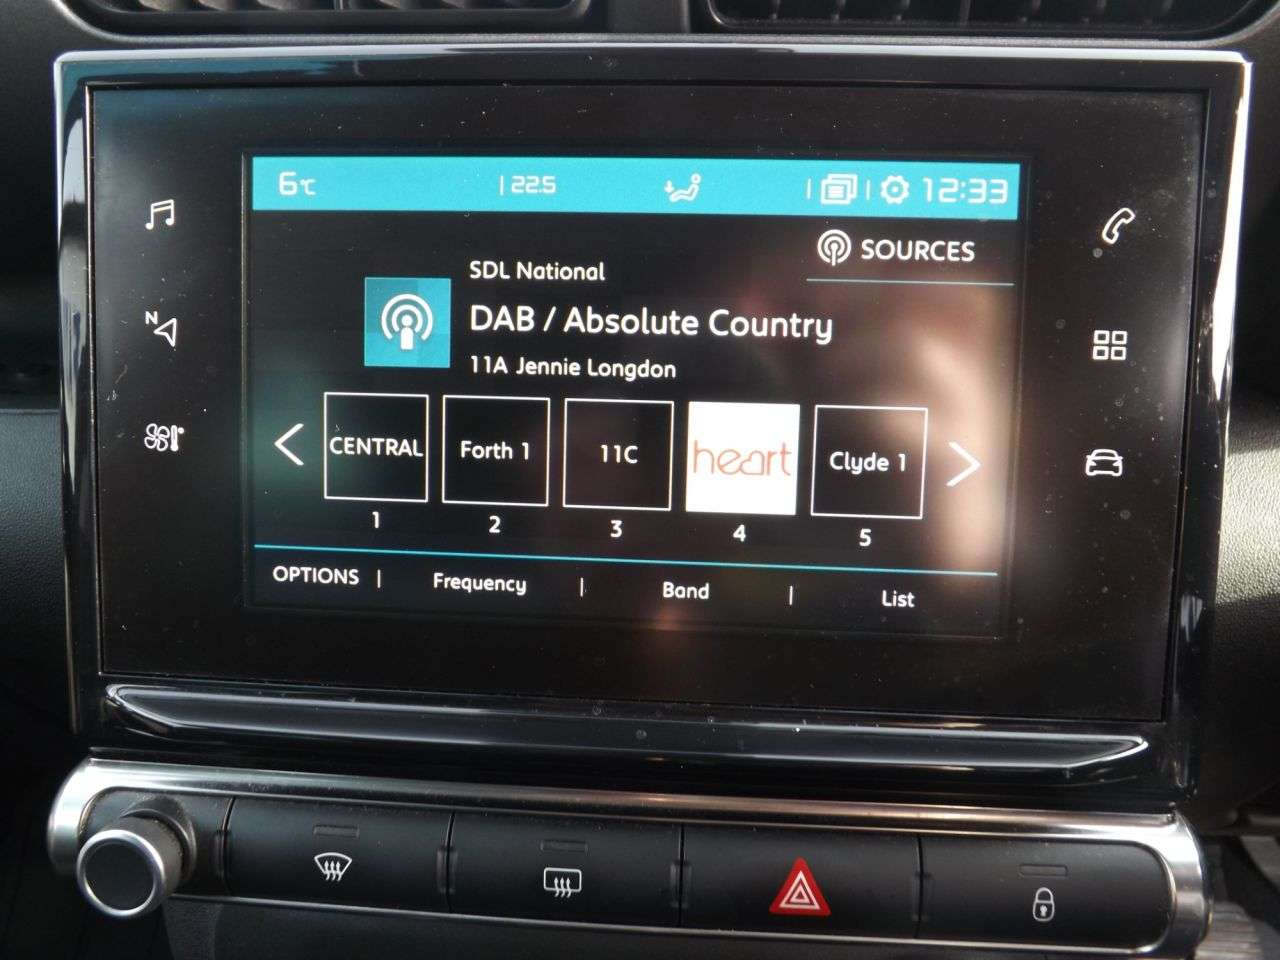 6°C | 22.5 | | 12:33
SOURCES
SDL National
DAB / Absolute Country
11A Jennie Longdon
N
CENTRAL Forth 1 11C heart Clyde 1
1 2 3 4 5
OPTIONS | Frequency | Band | List